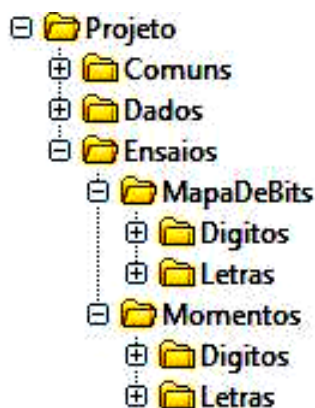 Projeto
Comuns
Dados
Ensaios
MapaDeBits
Digitos
Letras
Momentos
Digitos
Letras